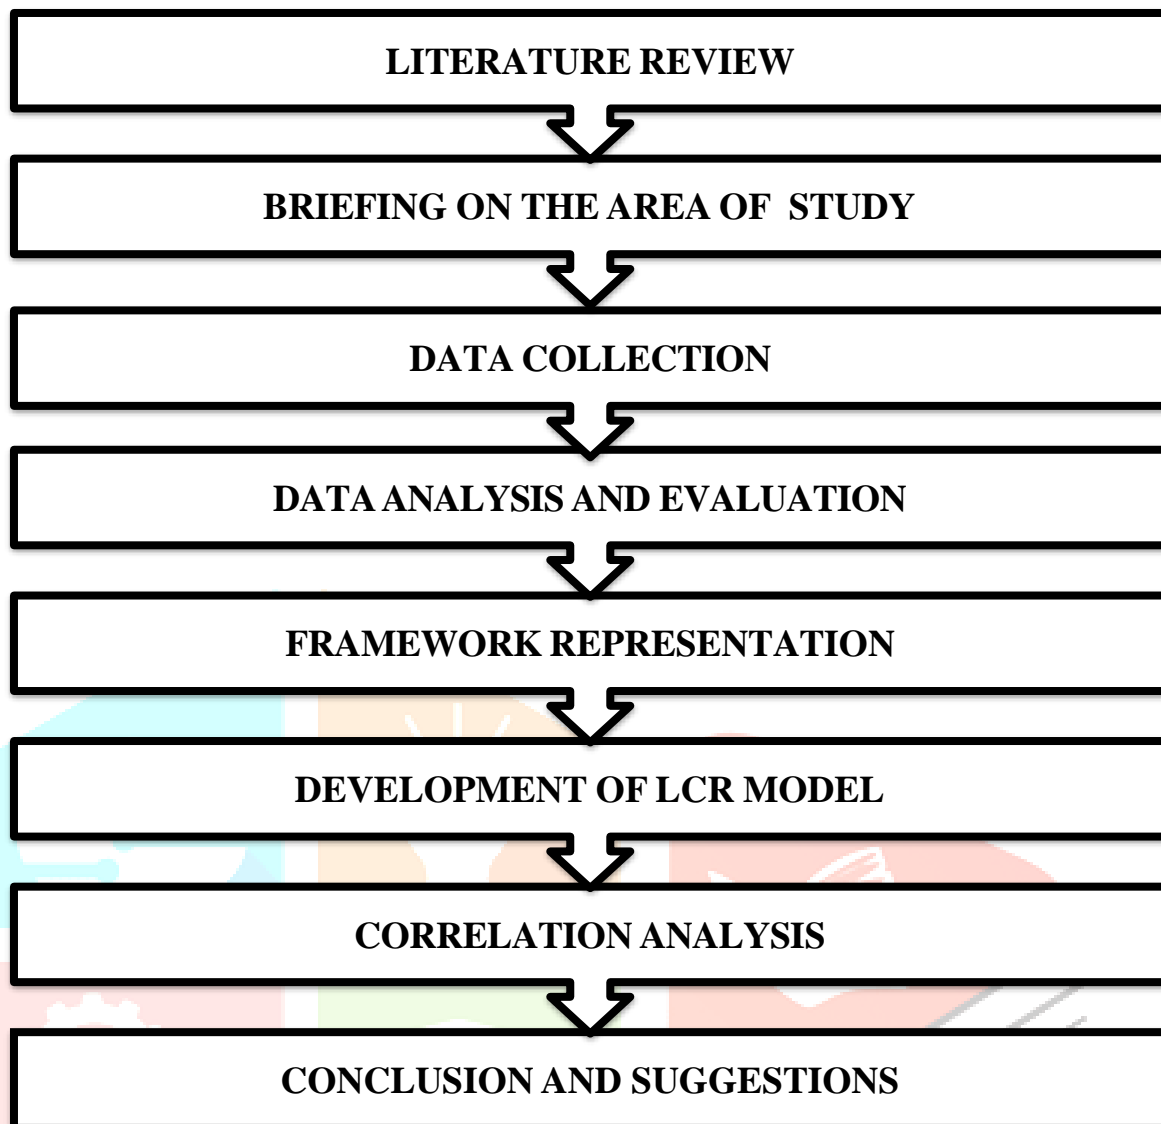 LITERATURE REVIEW
BRIEFING ON THE AREA OF STUDY
DATA COLLECTION
DATA ANALYSIS AND EVALUATION
FRAMEWORK REPRESENTATION
DEVELOPMENT OF LCR MODEL
CORRELATION ANALYSIS
CONCLUSION AND SUGGESTIONS